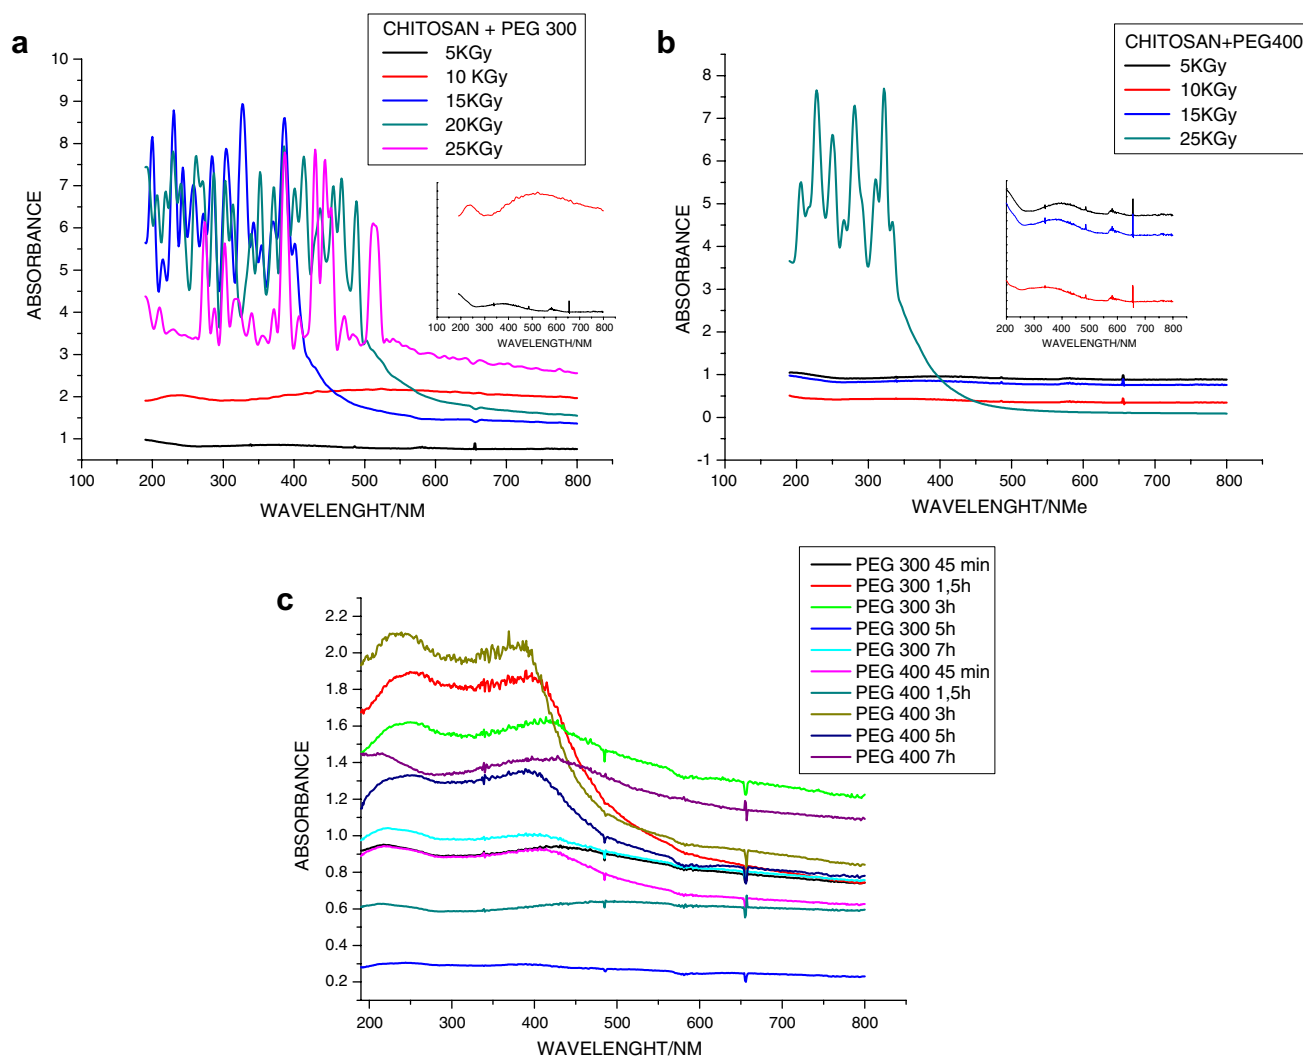 a
CHITOSAN + PEG 300
5KGy
10 KGy
15KGy
20KGy
25KGy
10
9
8
7
6
5
4
3
2
1
ABSORBANCE
100 200 300 400 500 600 700 800
WAVELENGHT/NM
100 200 300 400 500 600 700 800
WAVELENGTH/NM
b
CHITOSAN+PEG400
5KGy
10KGy
15KGy
25KGy
8
7
6
5
4
3
2
1
0
-1
ABSORBANCE
100 200 300 400 500 600 700 800
WAVELENGHT/NMe
200 300 400 500 600 700 800
WAVELENGTH/NM
c
PEG 300 45 min
PEG 300 1,5h
PEG 300 3h
PEG 300 5h
PEG 300 7h
PEG 400 45 min
PEG 400 1,5h
PEG 400 3h
PEG 400 5h
PEG 400 7h
2.2
2.0
1.8
1.6
1.4
1.2
1.0
0.8
0.6
0.4
0.2
ABSORBANCE
200 300 400 500 600 700 800
WAVELENGHT/NM